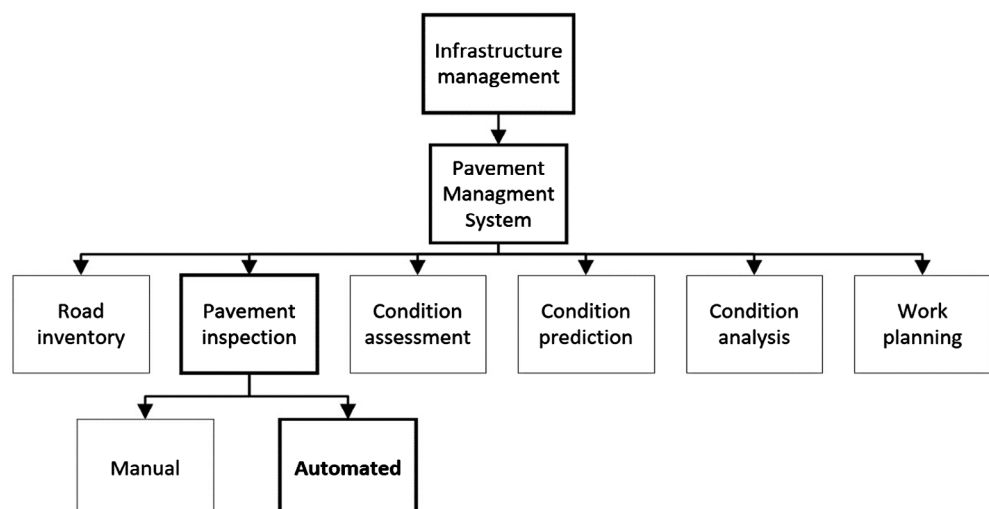 Infrastructure
management
Pavement
Managment
System
Road
inventory
Pavement
inspection
Condition
assessment
Condition
prediction
Condition
analysis
Work
planning
Manual
Automated